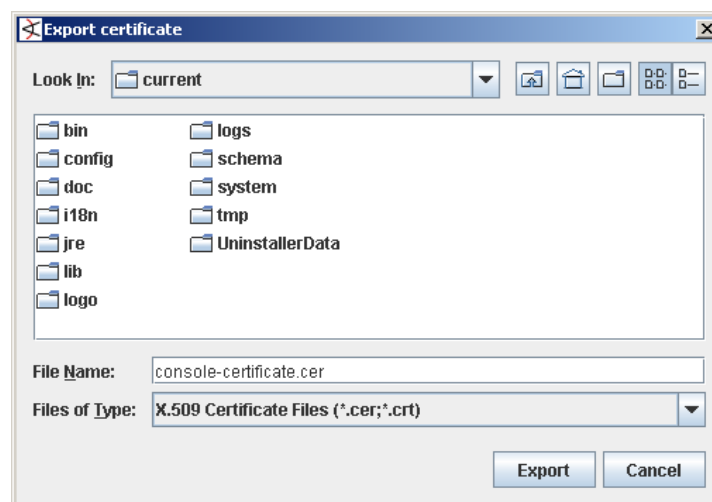 Export certificate
Look In: current
bin logs
config schema
doc system
i18n tmp
jre UninstallerData
lib
logo
File Name: console-certificate.cer
Files of Type: X.509 Certificate Files (*.cer;*.crt)
Export Cancel